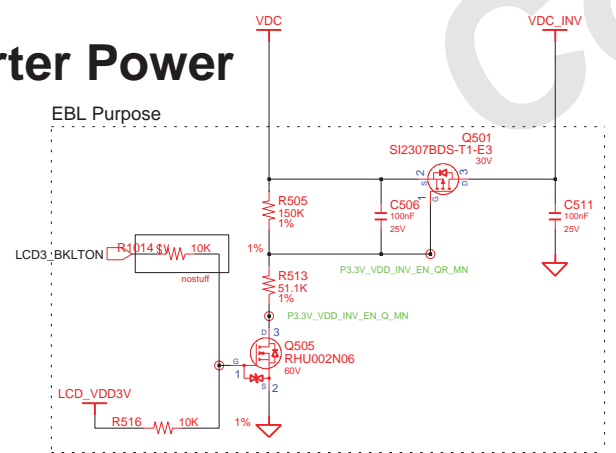 VDC
VDC_INV
rter Power
EBL Purpose
Q501
SI2307BDS-T1-E3
30V
2
3
S
D
1
G
R505
150K
1%
C506
100nF
25V
C511
100nF
25V
LCD3_BKLTON
R1014
10K
nostuff
1%
P3.3V_VDD_INV_EN_QR_MN
R513
51.1K
1%
P3.3V_VDD_INV_EN_Q_MN
D
3
Q505
RHU002N06
60V
G
1
S
2
LCD_VDD3V
R516
10K
1%